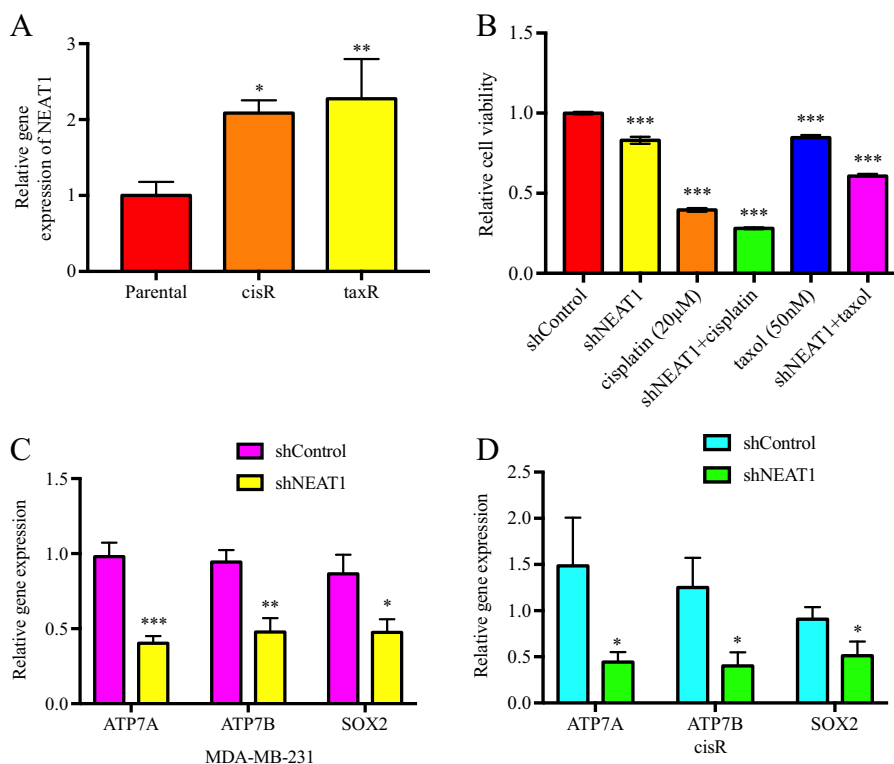 A
Relative gene
expression of NEAT1
3
2
1
0
*
**
Parental
cisR
taxR
B
Relative cell viability
1.5
1.0
0.5
0.0
***
***
***
***
***
shControl
shNEAT1
cisplatin (20μM)
shNEAT1+cisplatin
taxol (50nM)
shNEAT1+taxol
C
shControl
shNEAT1
Relative gene expression
1.5
1.0
0.5
0.0
***
**
*
ATP7A
ATP7B
SOX2
MDA-MB-231
D
shControl
shNEAT1
Relative gene expression
2.5
2.0
1.5
1.0
0.5
0.0
*
*
*
ATP7A
ATP7B
SOX2
cisR